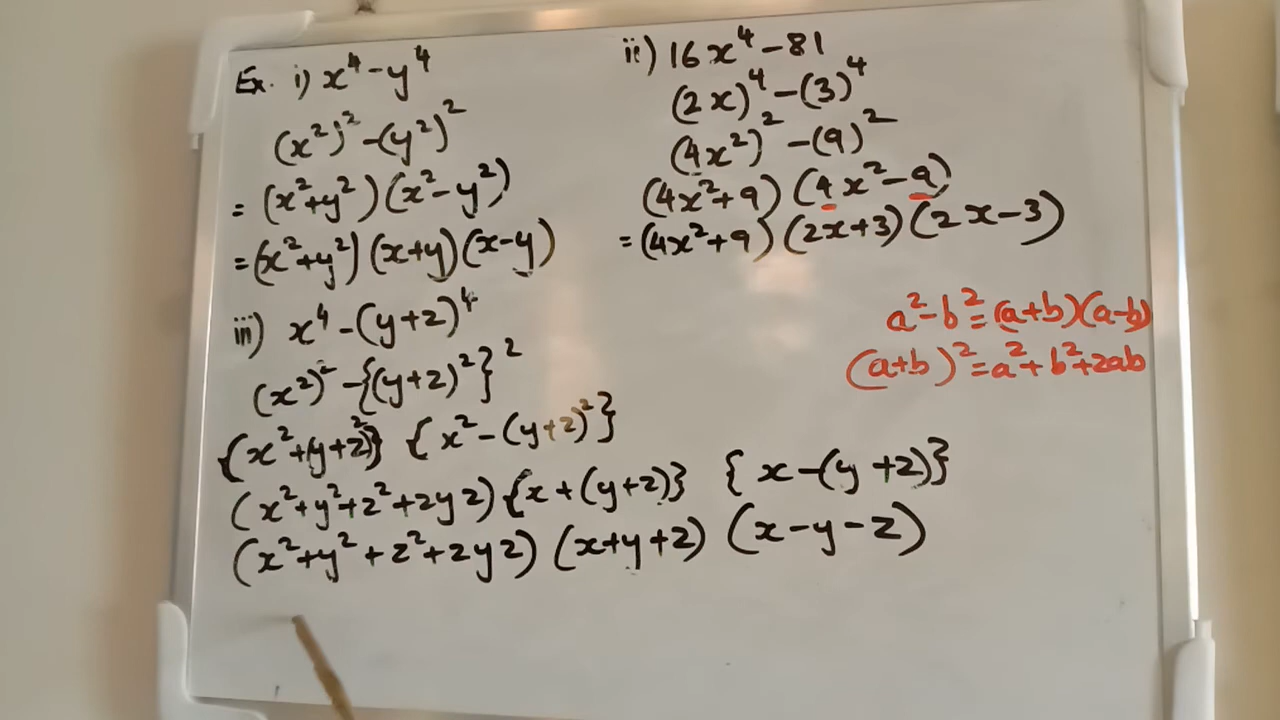 Ex. i) x⁴-y⁴
(x²)²-(y²)²
= (x²+y²)(x²-y²)
=(x²+y²)(x+y)(x-y)
ii) 16x⁴-81
(2x)⁴-(3)⁴
(4x²)²-(9)²
(4x²+9)(4x²-9)
=(4x²+9)(2x+3)(2x-3)
a²-b²=(a+b)(a-b)
(a+b)²=a²+b²+2ab
iii) x⁴-(y+z)⁴
(x²)²-{(y+z)²}²
{x²+(y+z)²} {x²-(y+z)²}
(x²+y²+z²+2yz){x+(y+z)} {x-(y+z)}
(x²+y²+z²+2yz)(x+y+z)(x-y-z)